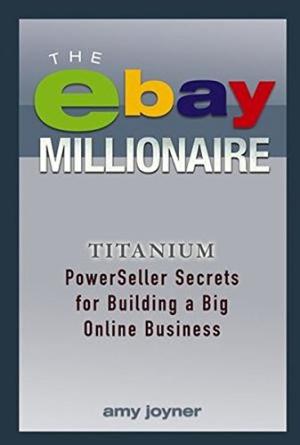 THE
ebay
MILLIONAIRE
TITANIUM
PowerSeller Secrets
for Building a Big
Online Business
amy joyner